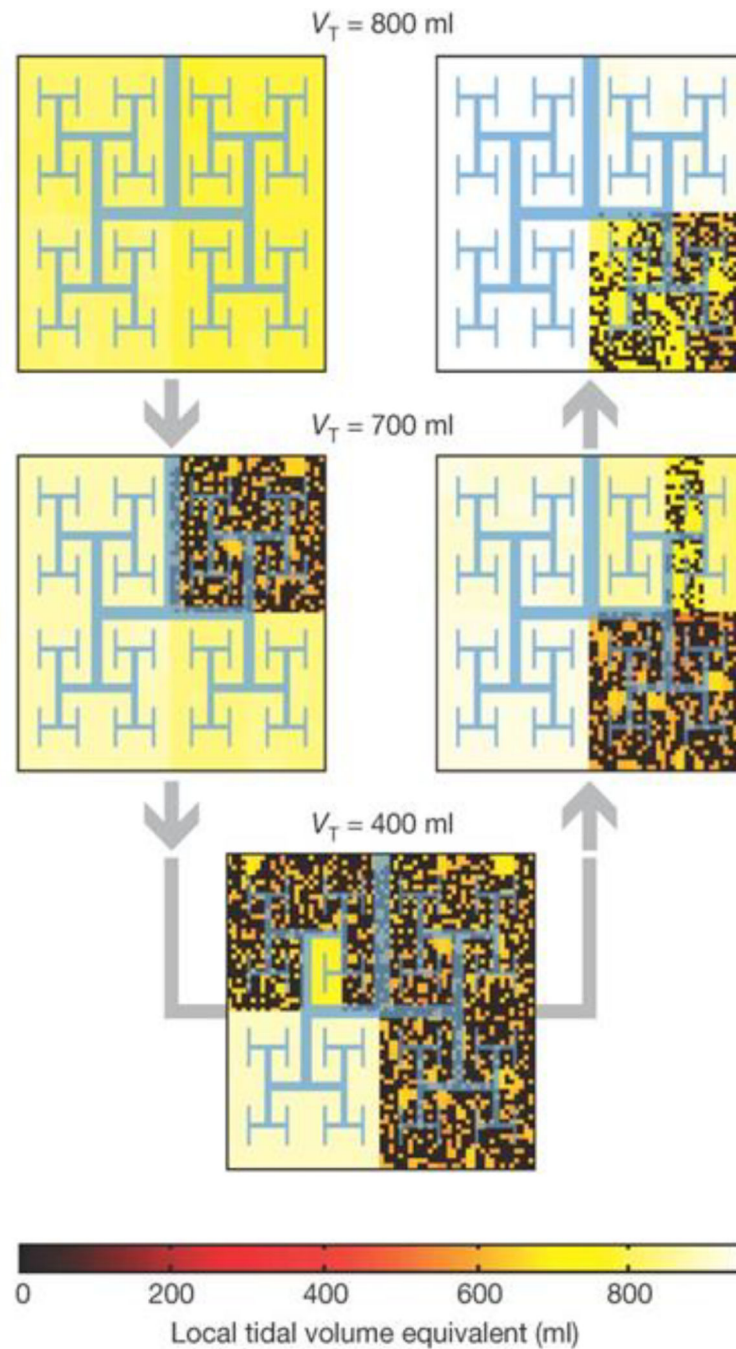 V_T = 800 ml
V_T = 700 ml
V_T = 400 ml
0 200 400 600 800
Local tidal volume equivalent (ml)